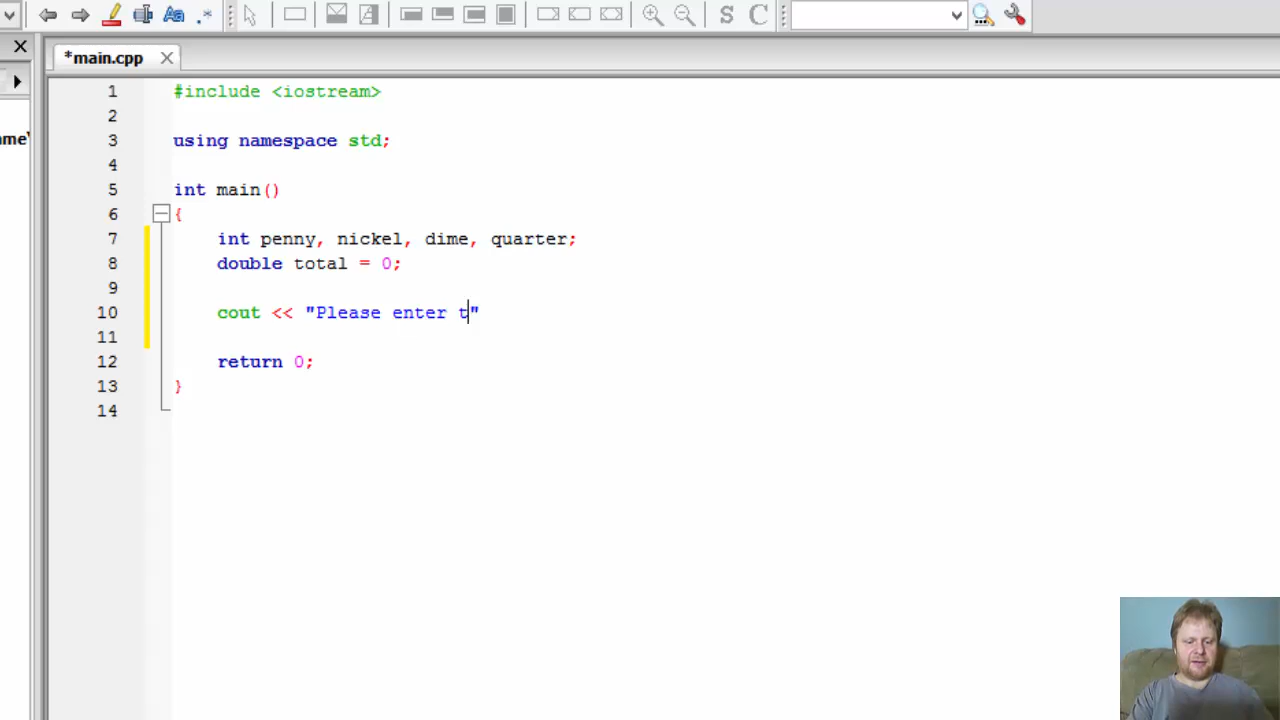 *main.cpp
ame
1 #include <iostream>
2
3 using namespace std;
4
5 int main()
6 {
7 int penny, nickel, dime, quarter;
8 double total = 0;
9
10 cout << "Please enter t"
11
12 return 0;
13 }
14